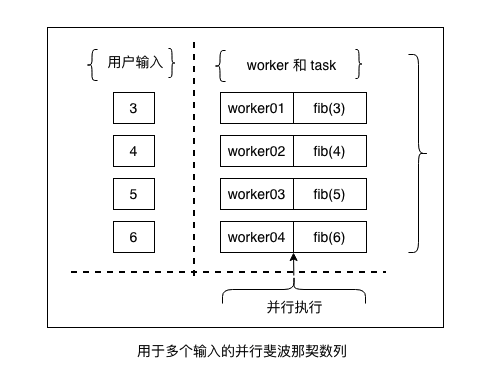 用户输入
worker 和 task
3
worker01 fib(3)
4
worker02 fib(4)
5
worker03 fib(5)
6
worker04 fib(6)
并行执行
用于多个输入的并行斐波那契数列